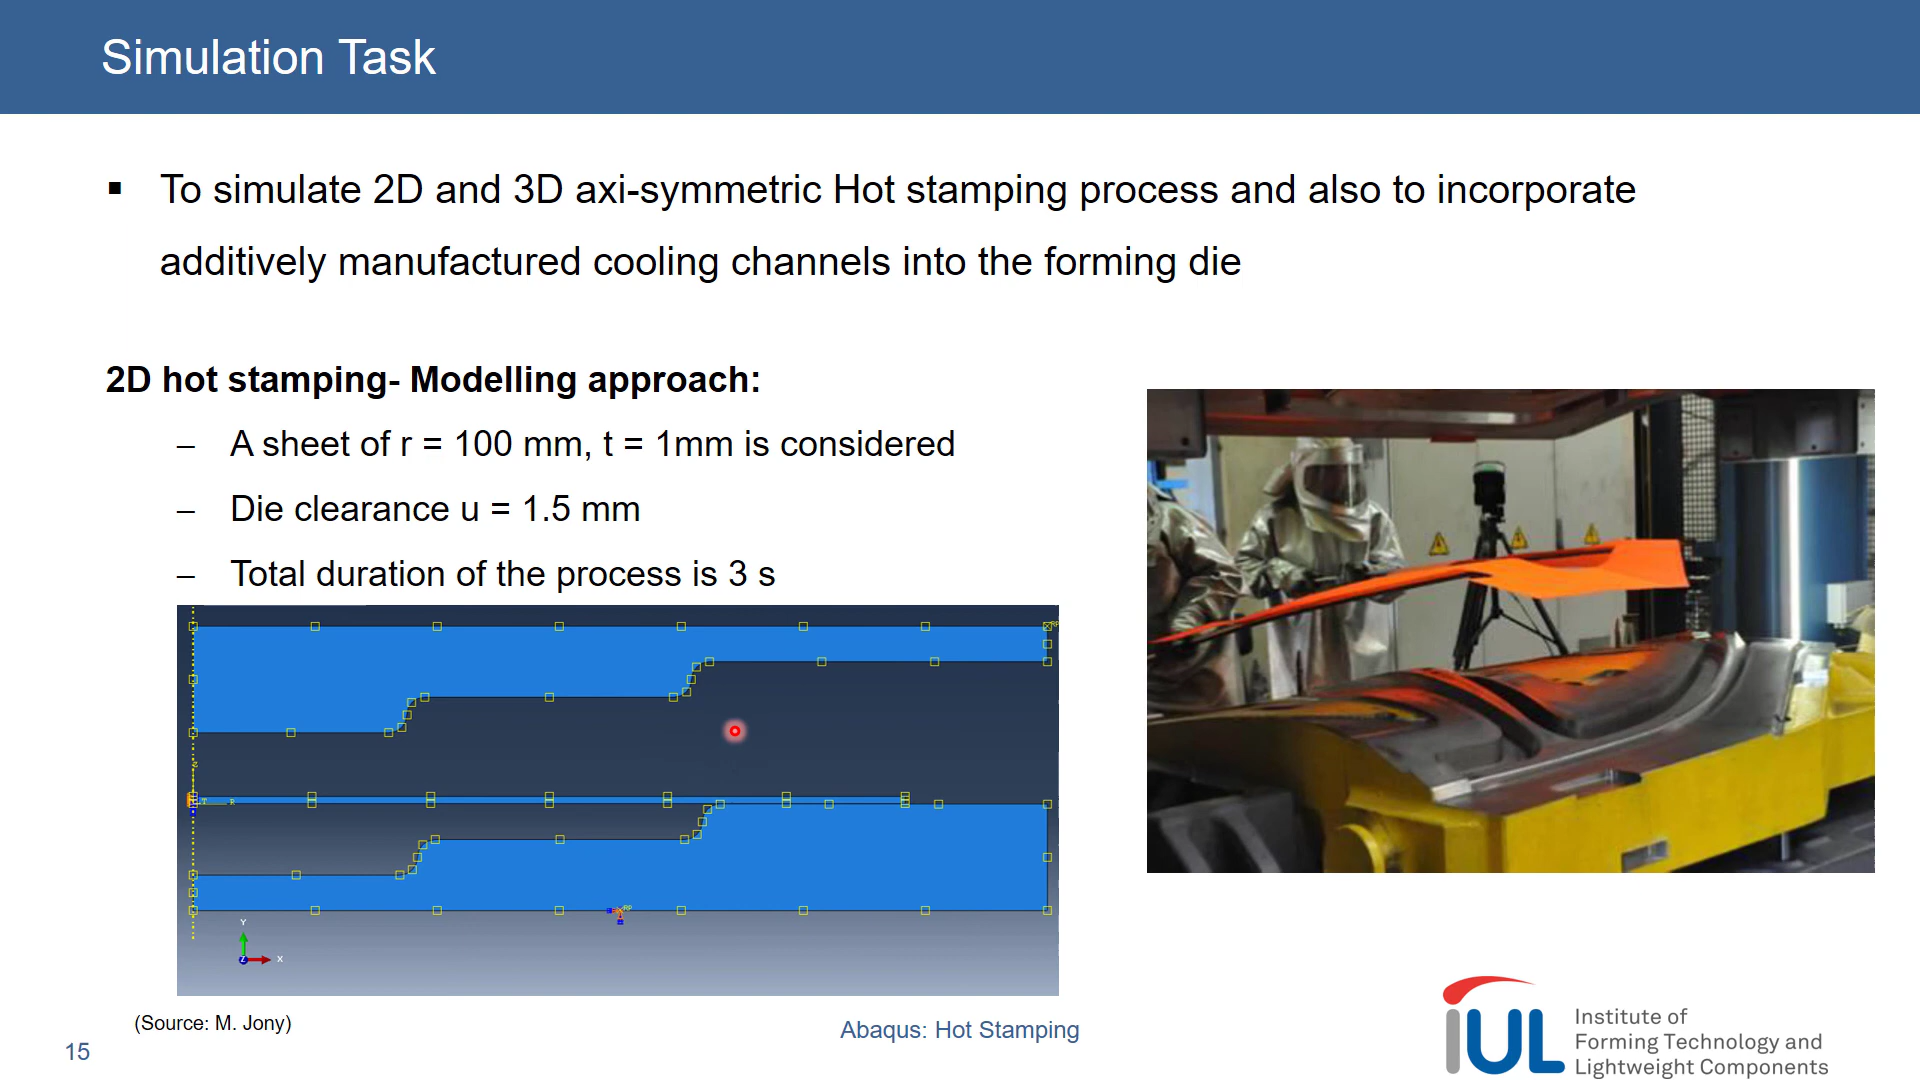 Simulation Task
▪ To simulate 2D and 3D axi-symmetric Hot stamping process and also to incorporate
additively manufactured cooling channels into the forming die
2D hot stamping- Modelling approach:
– A sheet of r = 100 mm, t = 1mm is considered
– Die clearance u = 1.5 mm
– Total duration of the process is 3 s
RP
Z
T
R
RP
Y
Z
X
(Source: M. Jony)
15
Abaqus: Hot Stamping
IUL
Institute of
Forming Technology and
Lightweight Components